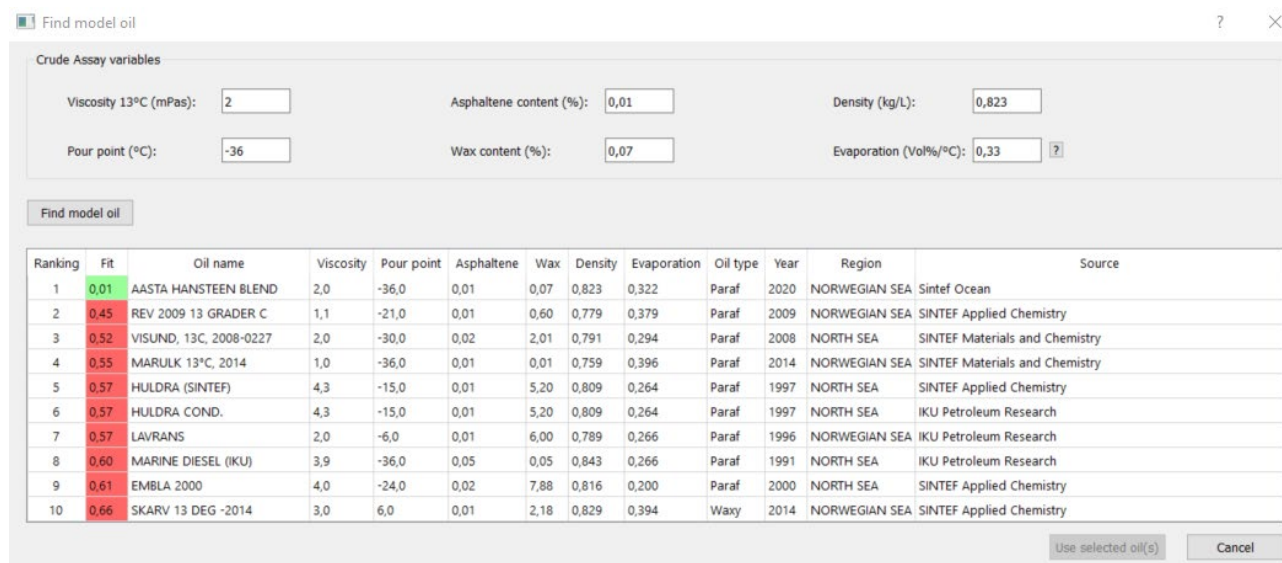 Find model oil ?
Crude Assay variables
Viscosity 13ºC (mPas): 2 Asphaltene content (%): 0,01 Density (kg/L): 0,823
Pour point (ºC): -36 Wax content (%): 0,07 Evaporation (Vol%/ºC): 0,33 ?
Find model oil
Ranking Fit Oil name Viscosity Pour point Asphaltene Wax Density Evaporation Oil type Year Region Source
1 0,01 AASTA HANSTEEN BLEND 2,0 -36,0 0,01 0,07 0,823 0,322 Paraf 2020 NORWEGIAN SEA Sintef Ocean
2 0,45 REV 2009 13 GRADER C 1,1 -21,0 0,01 0,60 0,779 0,379 Paraf 2009 NORWEGIAN SEA SINTEF Applied Chemistry
3 0,52 VISUND, 13C, 2008-0227 2,0 -30,0 0,02 2,01 0,791 0,294 Paraf 2008 NORTH SEA SINTEF Materials and Chemistry
4 0,55 MARULK 13ºC, 2014 1,0 -36,0 0,01 0,01 0,759 0,396 Paraf 2014 NORWEGIAN SEA SINTEF Materials and Chemistry
5 0,57 HULDRA (SINTEF) 4,3 -15,0 0,01 5,20 0,809 0,264 Paraf 1997 NORTH SEA SINTEF Applied Chemistry
6 0,57 HULDRA COND. 4,3 -15,0 0,01 5,20 0,809 0,264 Paraf 1997 NORTH SEA IKU Petroleum Research
7 0,57 LAVRANS 2,0 -6,0 0,01 6,00 0,789 0,266 Paraf 1996 NORWEGIAN SEA IKU Petroleum Research
8 0,60 MARINE DIESEL (IKU) 3,9 -36,0 0,05 0,05 0,843 0,266 Paraf 1991 NORTH SEA IKU Petroleum Research
9 0,61 EMBLA 2000 4,0 -24,0 0,02 7,88 0,816 0,200 Paraf 2000 NORTH SEA SINTEF Applied Chemistry
10 0,66 SKARV 13 DEG -2014 3,0 6,0 0,01 2,18 0,829 0,394 Waxy 2014 NORWEGIAN SEA SINTEF Applied Chemistry
Use selected oil(s) Cancel